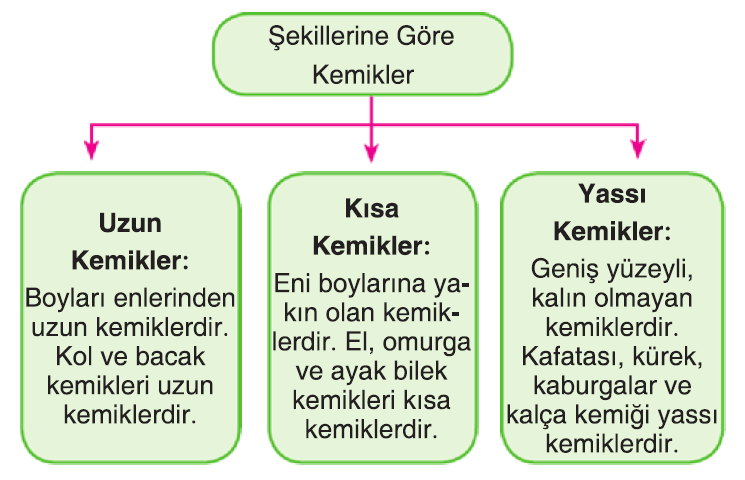 Şekillerine Göre
Kemikler
Uzun
Kemikler:
Boyları enlerinden
uzun kemiklerdir.
Kol ve bacak
kemikleri uzun
kemiklerdir.
Kısa
Kemikler:
Eni boylarına ya-
kın olan kemik-
lerdir. El, omurga
ve ayak bilek
kemikleri kısa
kemiklerdir.
Yassı
Kemikler:
Geniş yüzeyli,
kalın olmayan
kemiklerdir.
Kafatası, kürek,
kaburgalar ve
kalça kemiği yassı
kemiklerdir.